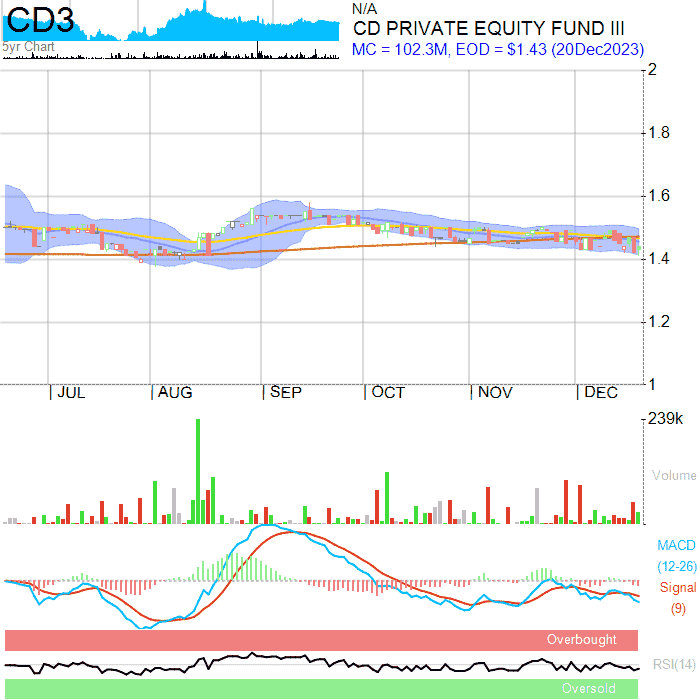 CD3
5yr Chart
N/A
CD PRIVATE EQUITY FUND III
MC = 102.3M, EOD = $1.43 (20Dec2023)
2
1.8
1.6
1.4
1.2
1
JUL AUG SEP OCT NOV DEC
239k
Volume
MACD
(12-26)
Signal
(9)
Overbought
RSI(14)
Oversold